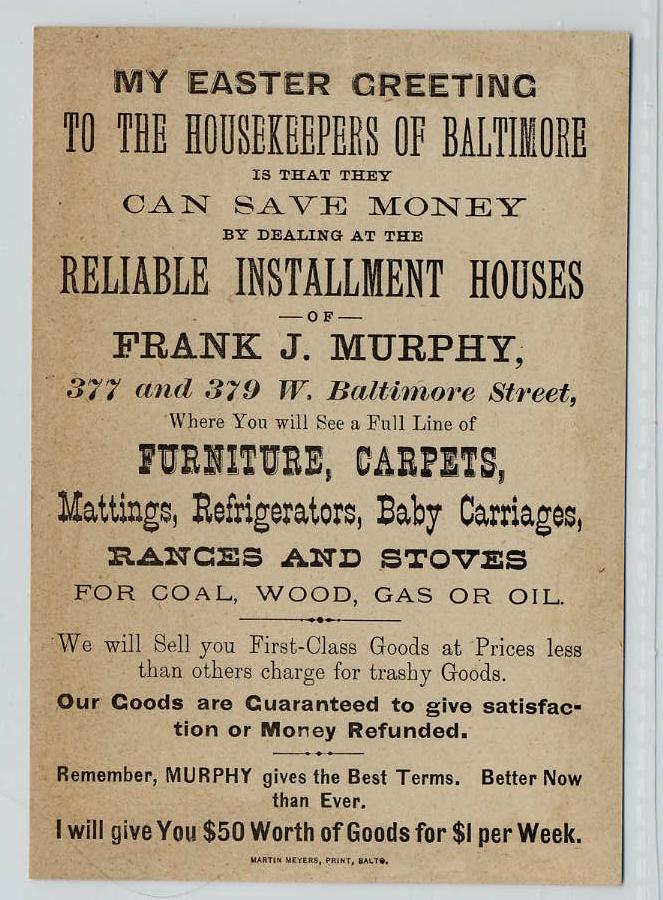 MY EASTER GREETING
TO THE HOUSEKEEPERS OF BALTIMORE
IS THAT THEY
CAN SAVE MONEY
BY DEALING AT THE
RELIABLE INSTALLMENT HOUSES
—OF—
FRANK J. MURPHY,
377 and 379 W. Baltimore Street,
Where You will See a Full Line of
FURNITURE, CARPETS,
Mattings, Refrigerators, Baby Carriages,
RANGES AND STOVES
FOR COAL, WOOD, GAS OR OIL.
We will Sell you First-Class Goods at Prices less
than others charge for trashy Goods.
Our Goods are Guaranteed to give satisfac-
tion or Money Refunded.
Remember, MURPHY gives the Best Terms. Better Now
than Ever.
I will give You $50 Worth of Goods for $1 per Week.
MARTIN MEYERS, PRINT, BALTO.